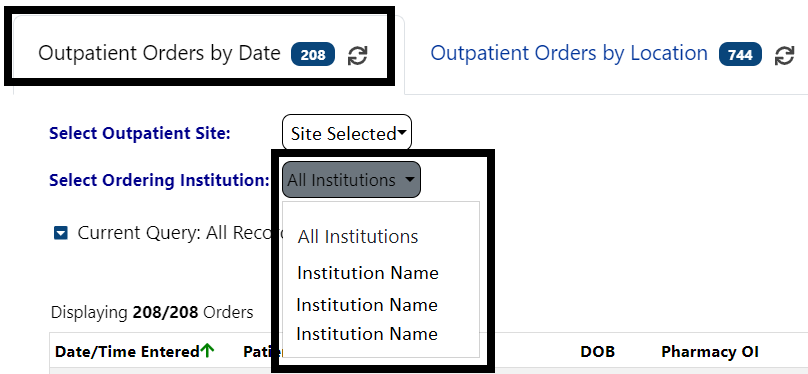 Outpatient Orders by Date 208 Outpatient Orders by Location 744
Select Outpatient Site: Site Selected
Select Ordering Institution: All Institutions
Current Query: All Recor
All Institutions
Institution Name
Institution Name
Institution Name
Displaying 208/208 Orders
Date/Time Entered Patie DOB Pharmacy OI